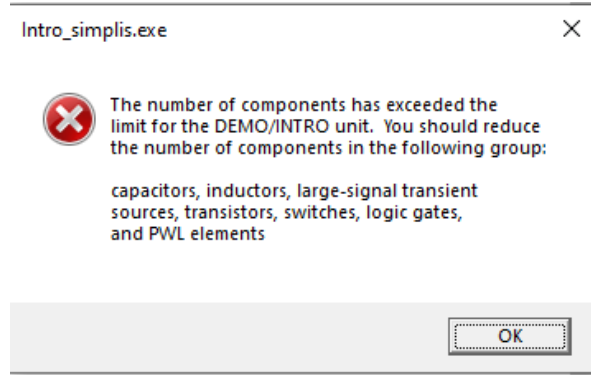 Intro_simplis.exe
The number of components has exceeded the
limit for the DEMO/INTRO unit.  You should reduce
the number of components in the following group:
capacitors, inductors, large-signal transient
sources, transistors, switches, logic gates,
and PWL elements
OK